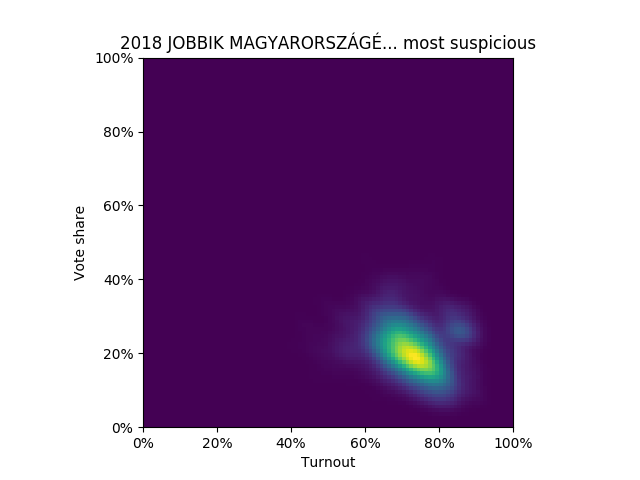 2018 JOBBIK MAGYARORSZÁGÉ... most suspicious
100%
80%
60%
40%
20%
0%
Vote share
0% 20% 40% 60% 80% 100%
Turnout